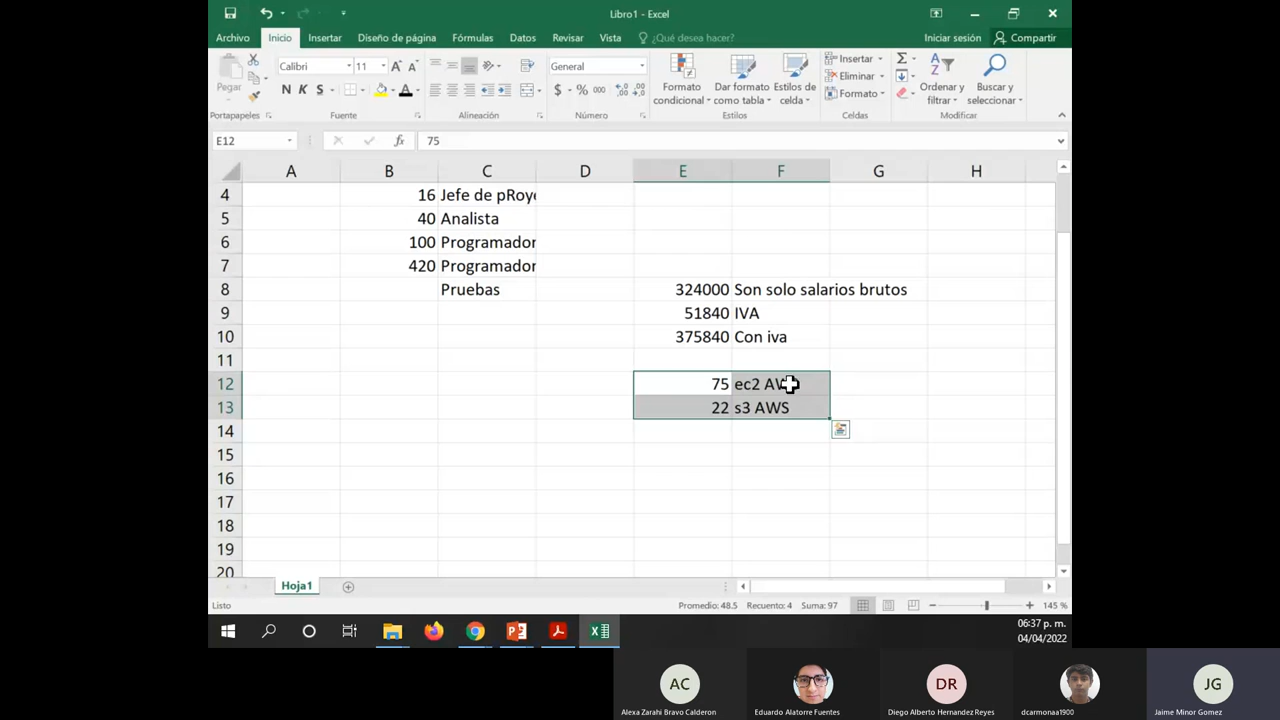 Libro1 - Excel
Archivo Inicio Insertar Diseño de página Fórmulas Datos Revisar Vista ¿Qué desea hacer? Iniciar sesión Compartir
Pegar
Calibri 11
N K S
General
$ % 000
Formato condicional
Dar formato como tabla
Estilos de celda
Insertar
Eliminar
Formato
Ordenar y filtrar
Buscar y seleccionar
Portapapeles Fuente Alineación Número Estilos Celdas Modificar
E12 fx 75
A B C D E F G H
4 16 Jefe de pRoye
5 40 Analista
6 100 Programador
7 420 Programador
8 Pruebas 324000 Son solo salarios brutos
9 51840 IVA
10 375840 Con iva
11
12 75 ec2
13 22 s3 AWS
14
15
16
17
18
19
20
Hoja1
Listo Promedio: 48.5 Recuento: 4 Suma: 97 145 %
06:37 p. m.
04/04/2022
AC DR JG
Alexa Zarahi Bravo Calderon Eduardo Alatorre Fuentes Diego Alberto Hernandez Reyes dcarmonaa1900 Jaime Minor Gomez